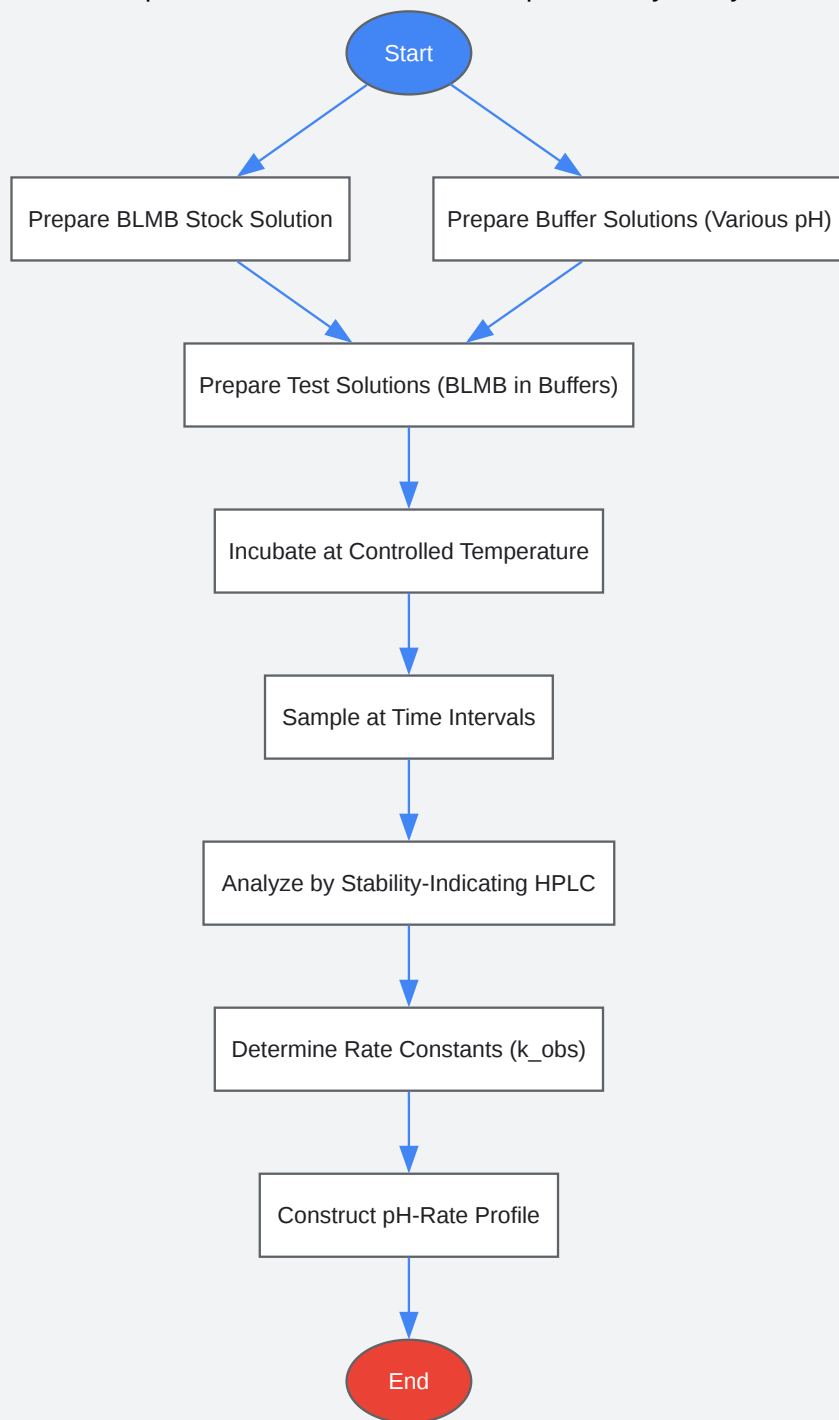 Start
Prepare BLMB Stock Solution
Prepare Buffer Solutions (Various pH)
Prepare Test Solutions (BLMB in Buffers)
Incubate at Controlled Temperature
Sample at Time Intervals
Analyze by Stability-Indicating HPLC
Determine Rate Constants (k_obs)
Construct pH-Rate Profile
End